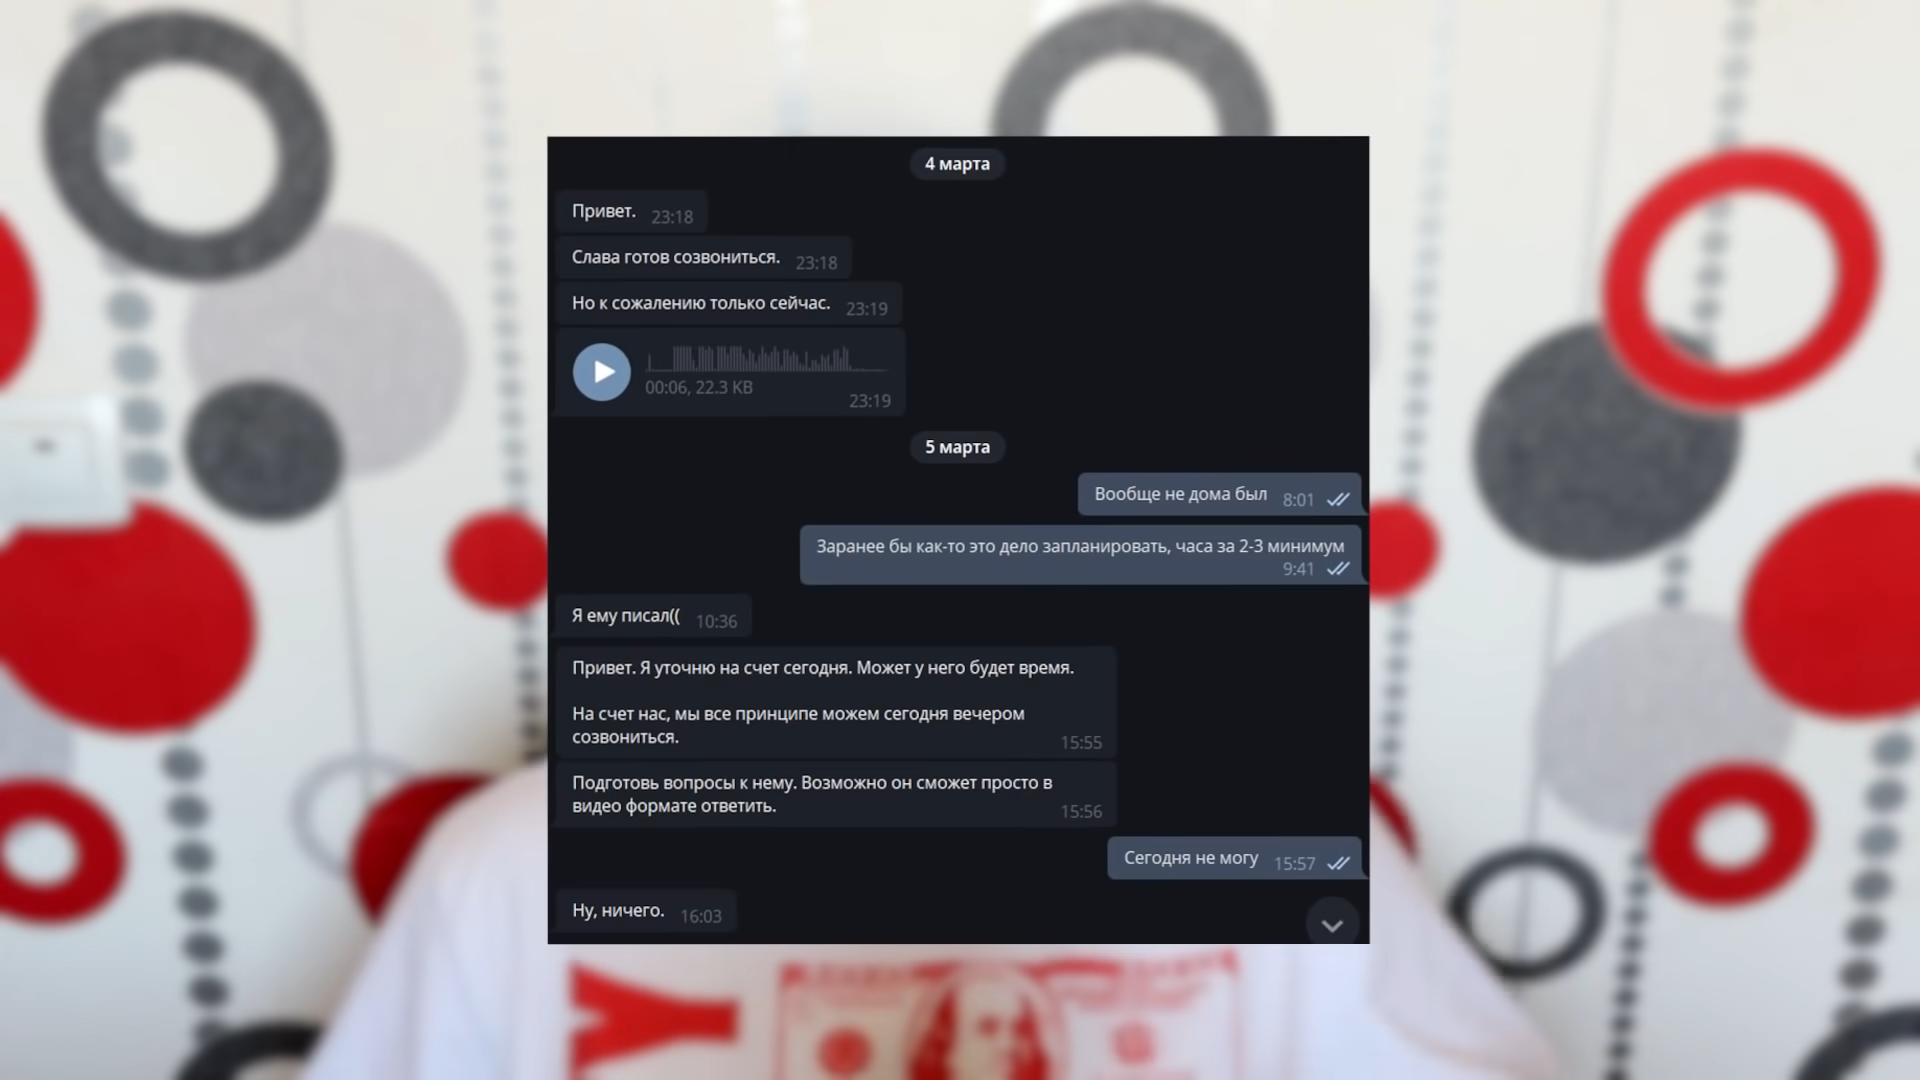 4 марта
Привет. 23:18
Слава готов созвониться. 23:18
Но к сожалению только сейчас. 23:19
00:06, 22.3 KB
23:19
5 марта
Вообще не дома был 8:01
Заранее бы как-то это дело запланировать, часа за 2-3 минимум
9:41
Я ему писал(( 10:36
Привет. Я уточню на счет сегодня. Может у него будет время.
На счет нас, мы все принципе можем сегодня вечером
созвониться. 15:55
Подготовь вопросы к нему. Возможно он сможет просто в
видео формате ответить. 15:56
Сегодня не могу 15:57
Ну, ничего. 16:03